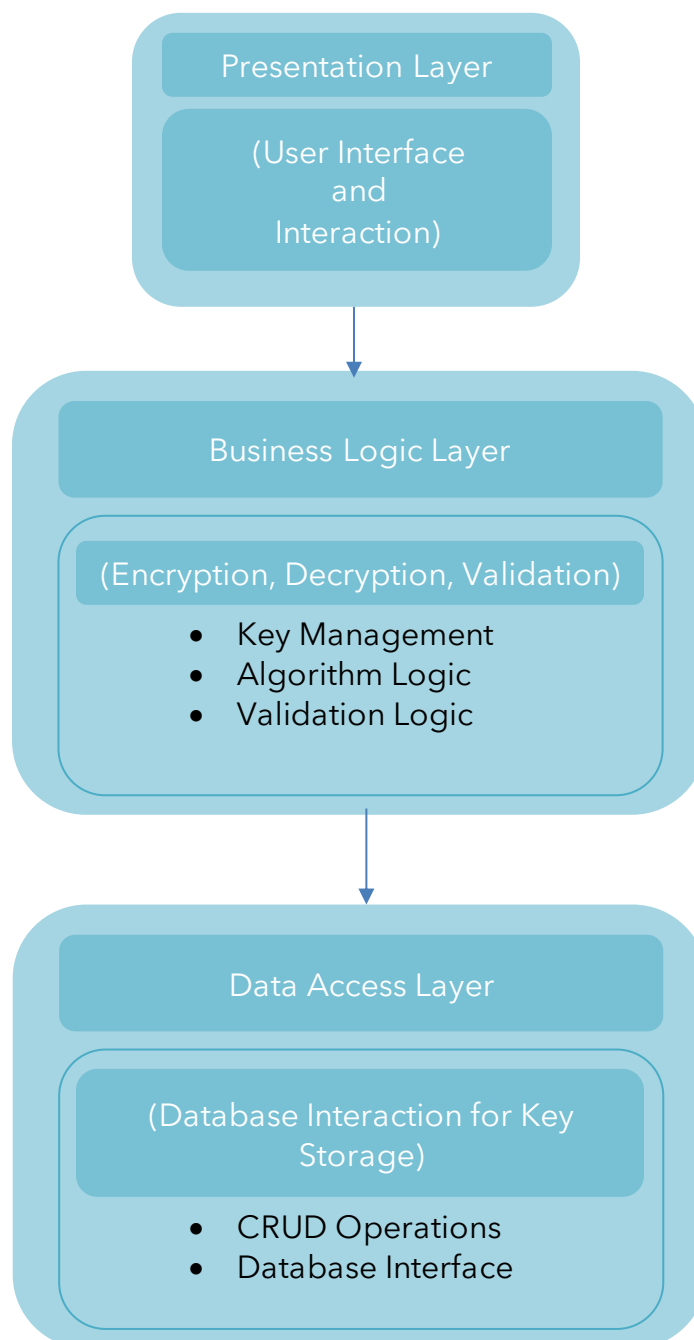 Presentation Layer
(User Interface
and
Interaction)
Business Logic Layer
(Encryption, Decryption, Validation)
• Key Management
• Algorithm Logic
• Validation Logic
Data Access Layer
(Database Interaction for Key
Storage)
• CRUD Operations
• Database Interface